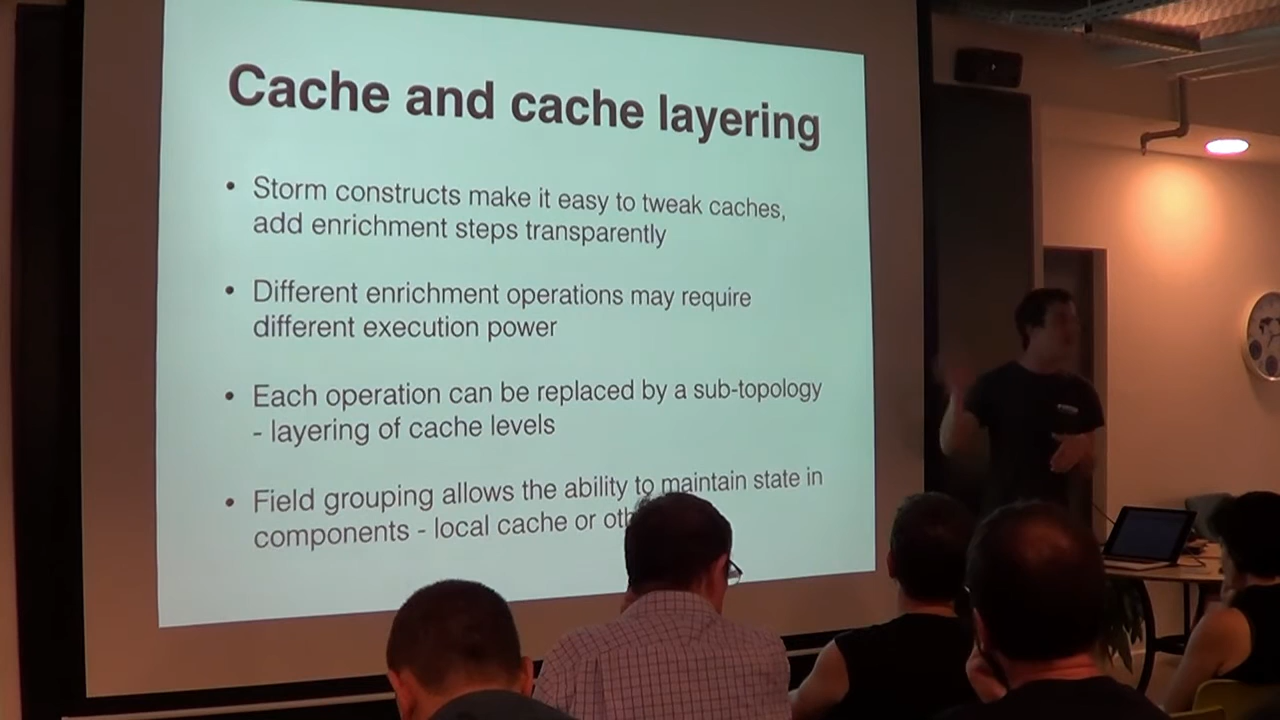 Cache and cache layering
• Storm constructs make it easy to tweak caches,
add enrichment steps transparently
• Different enrichment operations may require
different execution power
• Each operation can be replaced by a sub-topology
- layering of cache levels
• Field grouping allows the ability to maintain state in
components - local cache or